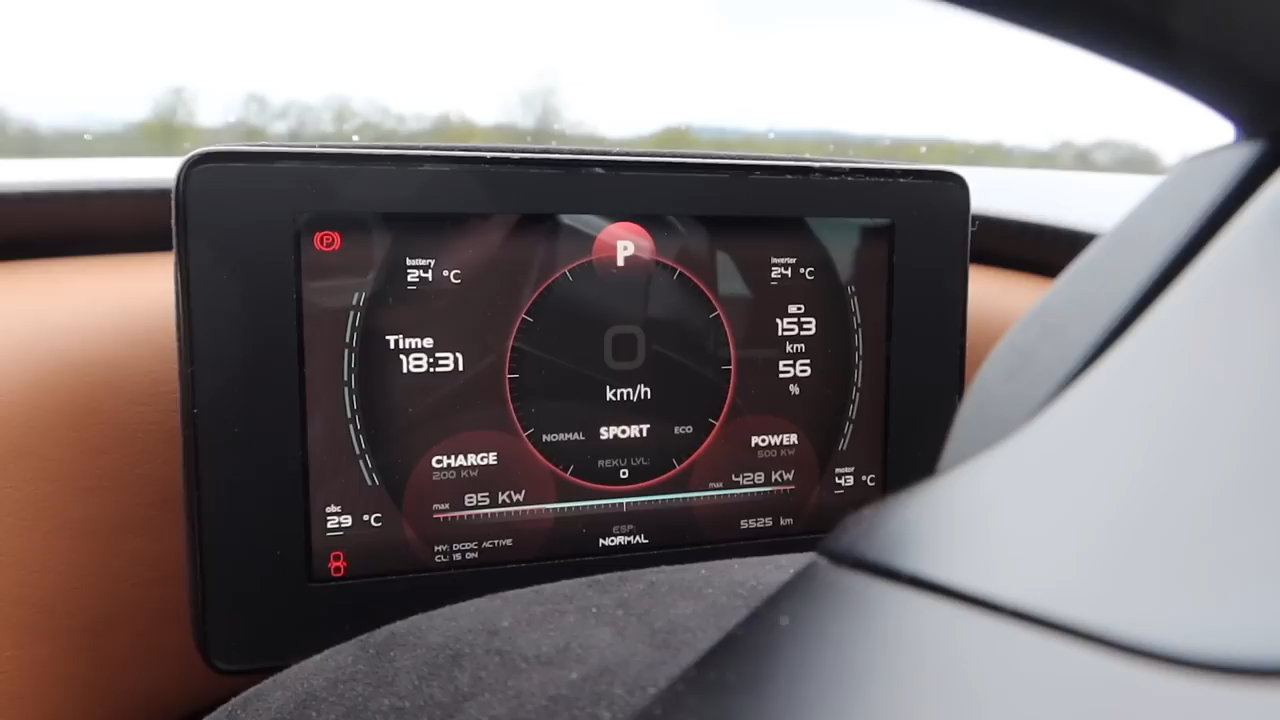 P
P
battery
24 °C
inverter
24 °C
Time
18:31
0
km/h
153
km
56
%
NORMAL SPORT ECO
REKU LVL:
0
CHARGE
200 KW
max 85 KW
POWER
500 KW
max 428 KW
motor
43 °C
obc
29 °C
HV: DCDC ACTIVE
CL: 15 ON
ESP:
NORMAL
5525 km